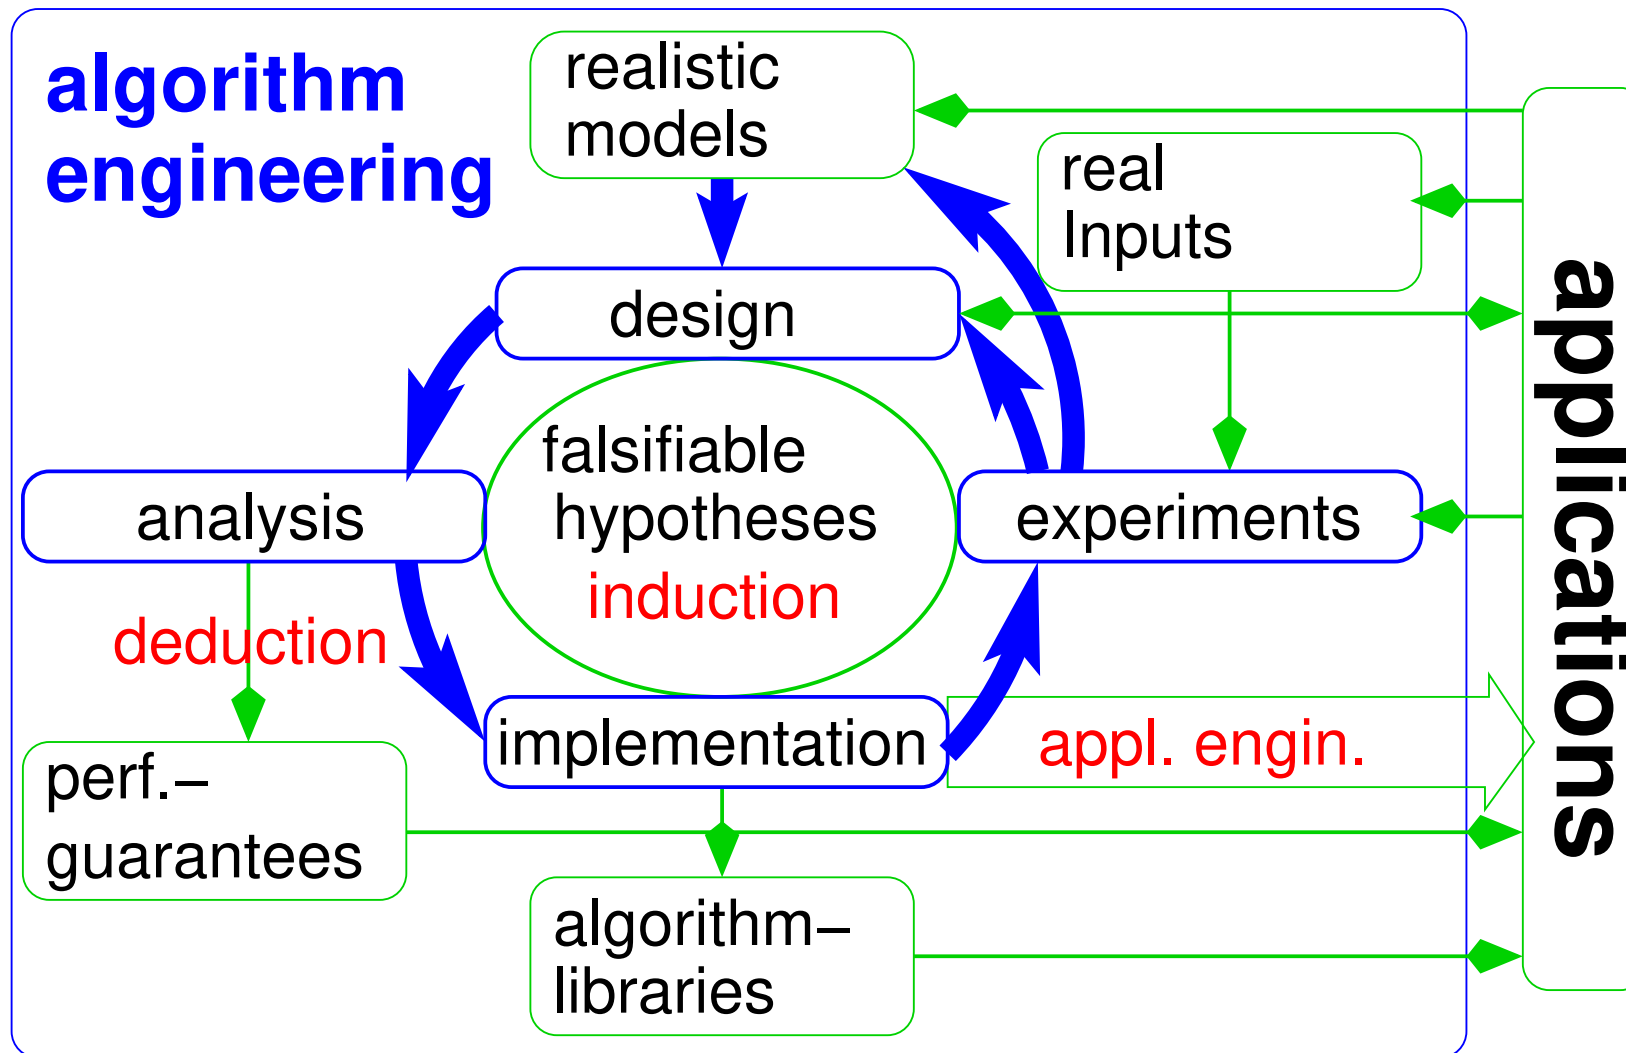 algorithm
engineering
realistic
models
real
Inputs
design
falsifiable
hypotheses
induction
analysis
experiments
deduction
implementation
appl. engin.
perf.–
guarantees
algorithm–
libraries
applications